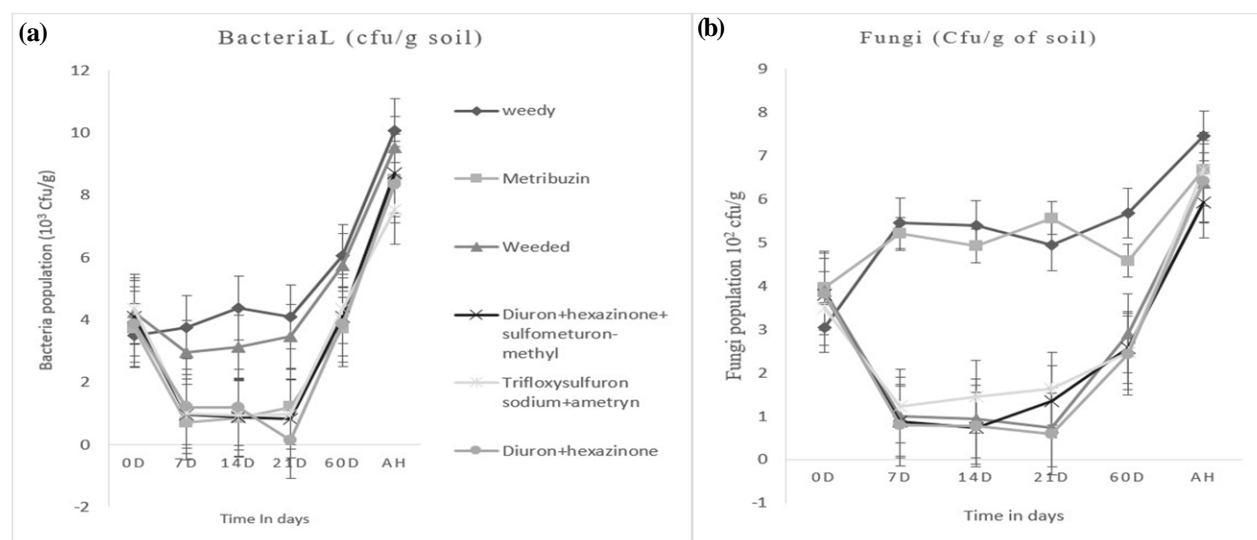 (a)
BacteriaL (cfu/g soil)
Bacteria population (10³ Cfu/g)
12
10
8
6
4
2
0
-2
0D 7D 14D 21D 60D AH
Time In days
weedy
Metribuzin
Weeded
Diuron+hexazinone+
sulfometuron-
methyl
Trifloxysulfuron
sodium+ametryn
Diuron+hexazinone
(b)
Fungi (Cfu/g of soil)
Fungi population 10² cfu/g
9
8
7
6
5
4
3
2
1
0
-1
0D 7D 14D 21D 60D AH
Time in days